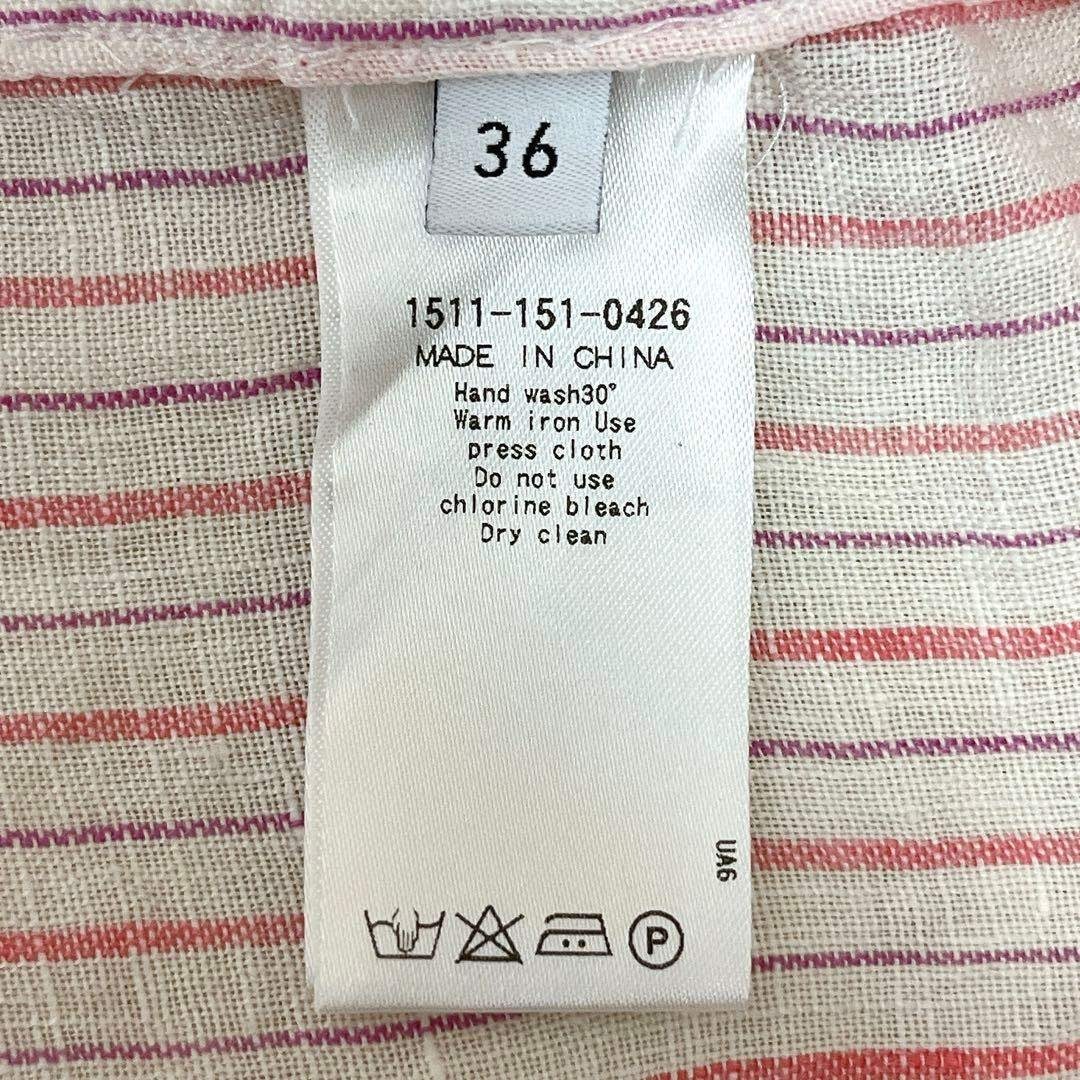 36
1511-151-0426
MADE IN CHINA
Hand wash30°
Warm iron Use
press cloth
Do not use
chlorine bleach
Dry clean
UA6
P